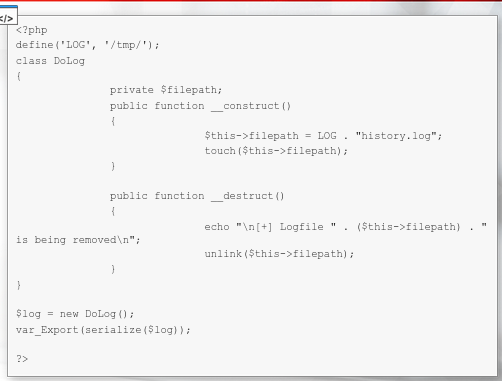 </>
<?php
define('LOG', '/tmp/');
class DoLog
{
private $filepath;
public function __construct()
{
$this->filepath = LOG . "history.log";
touch($this->filepath);
}
public function __destruct()
{
echo "\n[+] Logfile " . ($this->filepath) . "
is being removed\n";
unlink($this->filepath);
}
}
$log = new DoLog();
var_Export(serialize($log));
?>